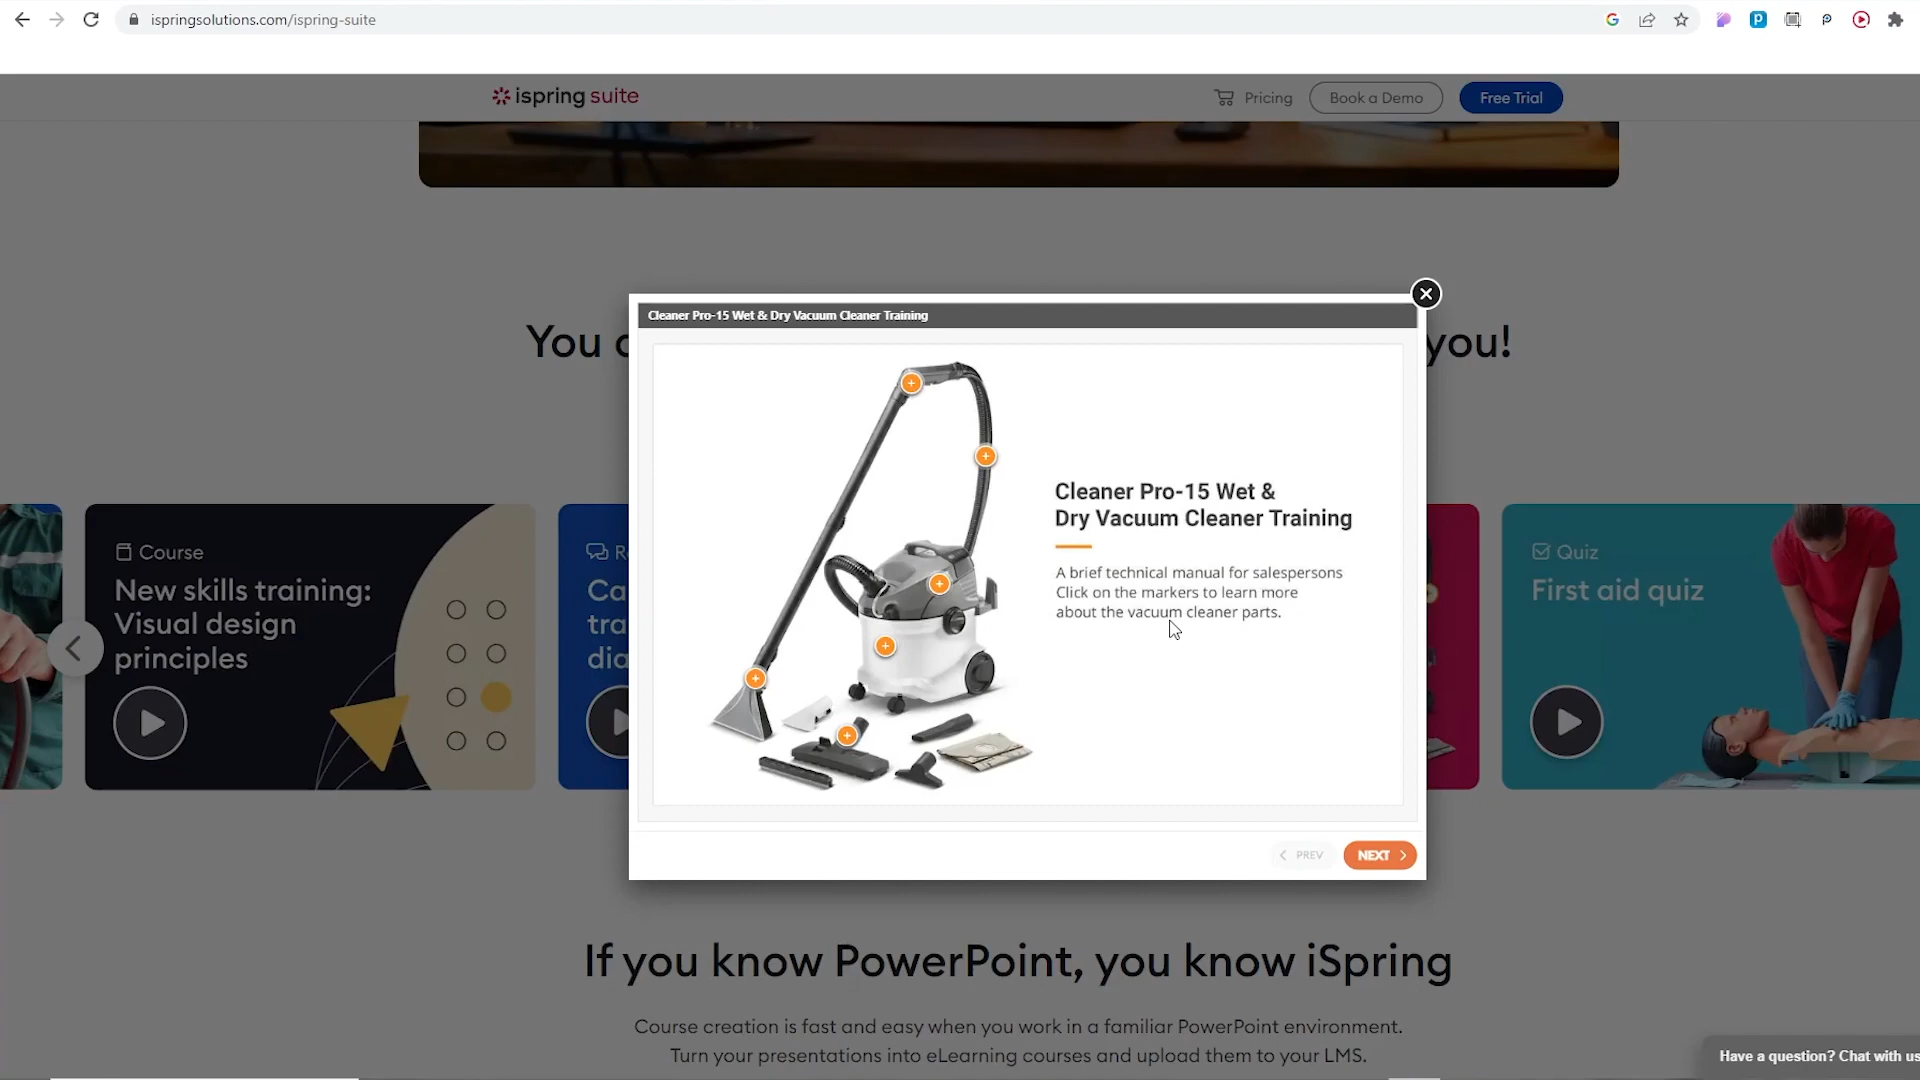 ispringsolutions.com/ispring-suite
ispring suite
Pricing
Book a Demo
Free Trial
You
you!
Cleaner Pro-15 Wet & Dry Vacuum Cleaner Training
Cleaner Pro-15 Wet &
Dry Vacuum Cleaner Training
A brief technical manual for salespersons
Click on the markers to learn more
about the vacuum cleaner parts.
PREV
NEXT
Course
New skills training:
Visual design
principles
Quiz
First aid quiz
If you know PowerPoint, you know iSpring
Course creation is fast and easy when you work in a familiar PowerPoint environment.
Turn your presentations into eLearning courses and upload them to your LMS.
Have a question? Chat with us